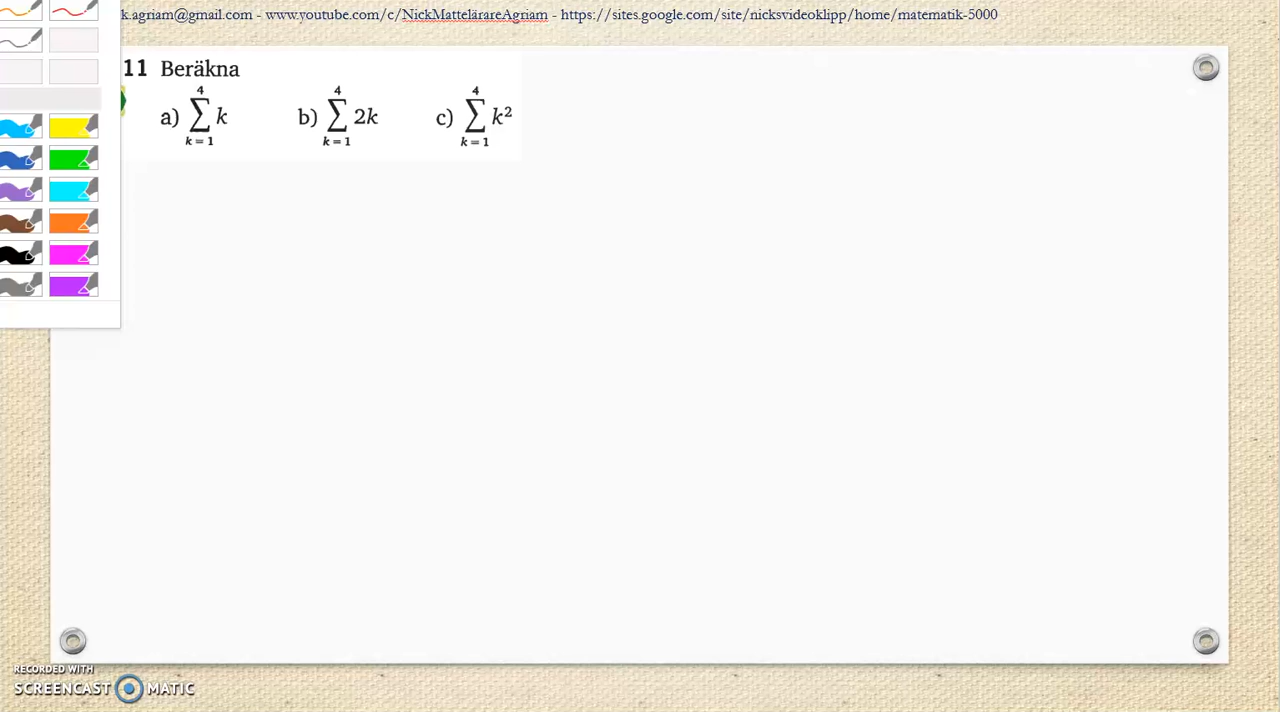 k.agriam@gmail.com - www.youtube.com/c/NickMattelärareAgriam - https://sites.google.com/site/nicksvideoklipp/home/matematik-5000
11 Beräkna
a) ∑_{k = 1}^{4} k b) ∑_{k = 1}^{4} 2k c) ∑_{k = 1}^{4} k²
RECORDED WITH
SCREENCAST MATIC